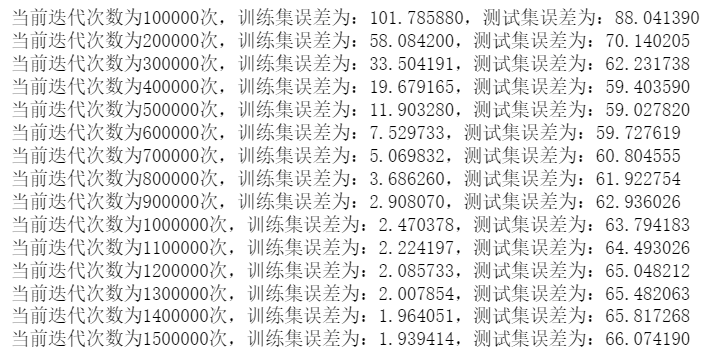 当前迭代次数为100000次，训练集误差为：101.785880，测试集误差为：88.041390
当前迭代次数为200000次，训练集误差为：58.084200，测试集误差为：70.140205
当前迭代次数为300000次，训练集误差为：33.504191，测试集误差为：62.231738
当前迭代次数为400000次，训练集误差为：19.679165，测试集误差为：59.403590
当前迭代次数为500000次，训练集误差为：11.903280，测试集误差为：59.027820
当前迭代次数为600000次，训练集误差为：7.529733，测试集误差为：59.727619
当前迭代次数为700000次，训练集误差为：5.069832，测试集误差为：60.804555
当前迭代次数为800000次，训练集误差为：3.686260，测试集误差为：61.922754
当前迭代次数为900000次，训练集误差为：2.908070，测试集误差为：62.936026
当前迭代次数为1000000次，训练集误差为：2.470378，测试集误差为：63.794183
当前迭代次数为1100000次，训练集误差为：2.224197，测试集误差为：64.493026
当前迭代次数为1200000次，训练集误差为：2.085733，测试集误差为：65.048212
当前迭代次数为1300000次，训练集误差为：2.007854，测试集误差为：65.482063
当前迭代次数为1400000次，训练集误差为：1.964051，测试集误差为：65.817268
当前迭代次数为1500000次，训练集误差为：1.939414，测试集误差为：66.074190